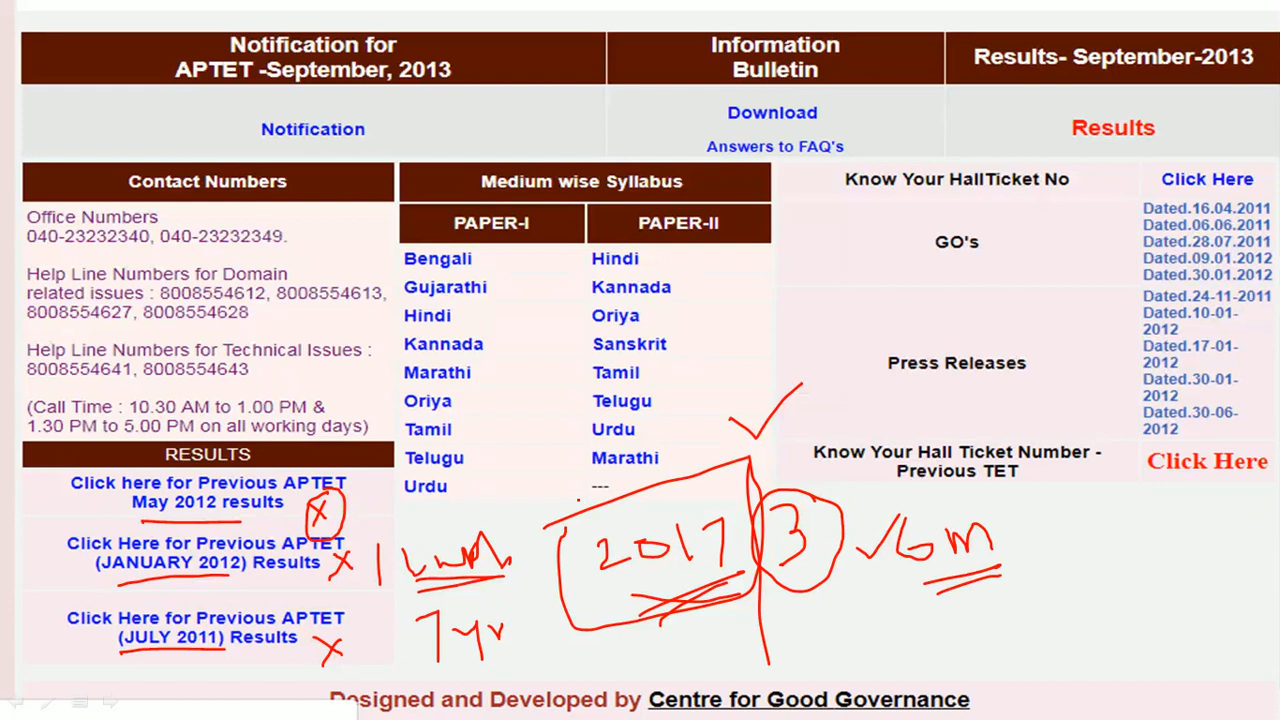 Notification for
APTET -September, 2013
Information
Bulletin
Results- September-2013
Notification
Download
Answers to FAQ's
Results
Contact Numbers
Office Numbers
040-23232340, 040-23232349.
Help Line Numbers for Domain
related issues : 8008554612, 8008554613,
8008554627, 8008554628
Help Line Numbers for Technical Issues :
8008554641, 8008554643
(Call Time : 10.30 AM to 1.00 PM &
1.30 PM to 5.00 PM on all working days)
RESULTS
Click here for Previous APTET
May 2012 results
Click Here for Previous APTET
(JANUARY 2012) Results
Click Here for Previous APTET
(JULY 2011) Results
Medium wise Syllabus
PAPER-I PAPER-II
Bengali Hindi
Gujarathi Kannada
Hindi Oriya
Kannada Sanskrit
Marathi Tamil
Oriya Telugu
Tamil Urdu
Telugu Marathi
Urdu ---
Know Your HallTicket No Click Here
GO's
Dated.16.04.2011
Dated.06.06.2011
Dated.28.07.2011
Dated.09.01.2012
Dated.30.01.2012
Press Releases
Dated.24-11-2011
Dated.10-01-
2012
Dated.17-01-
2012
Dated.30-01-
2012
Dated.30-06-
2012
Know Your Hall Ticket Number -
Previous TET
Click Here
2017 3 6 m
7 yr
Designed and Developed by Centre for Good Governance